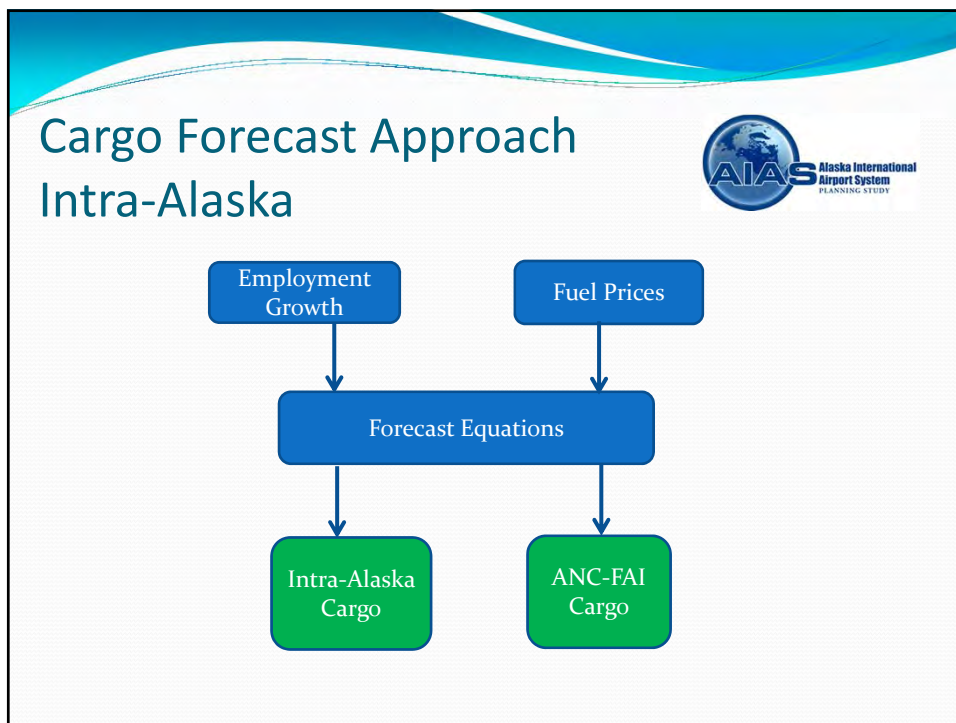 Cargo Forecast Approach
Intra-Alaska
AIAS
Alaska International
Airport System
PLANNING STUDY
Employment
Growth
Fuel Prices
Forecast Equations
Intra-Alaska
Cargo
ANC-FAI
Cargo